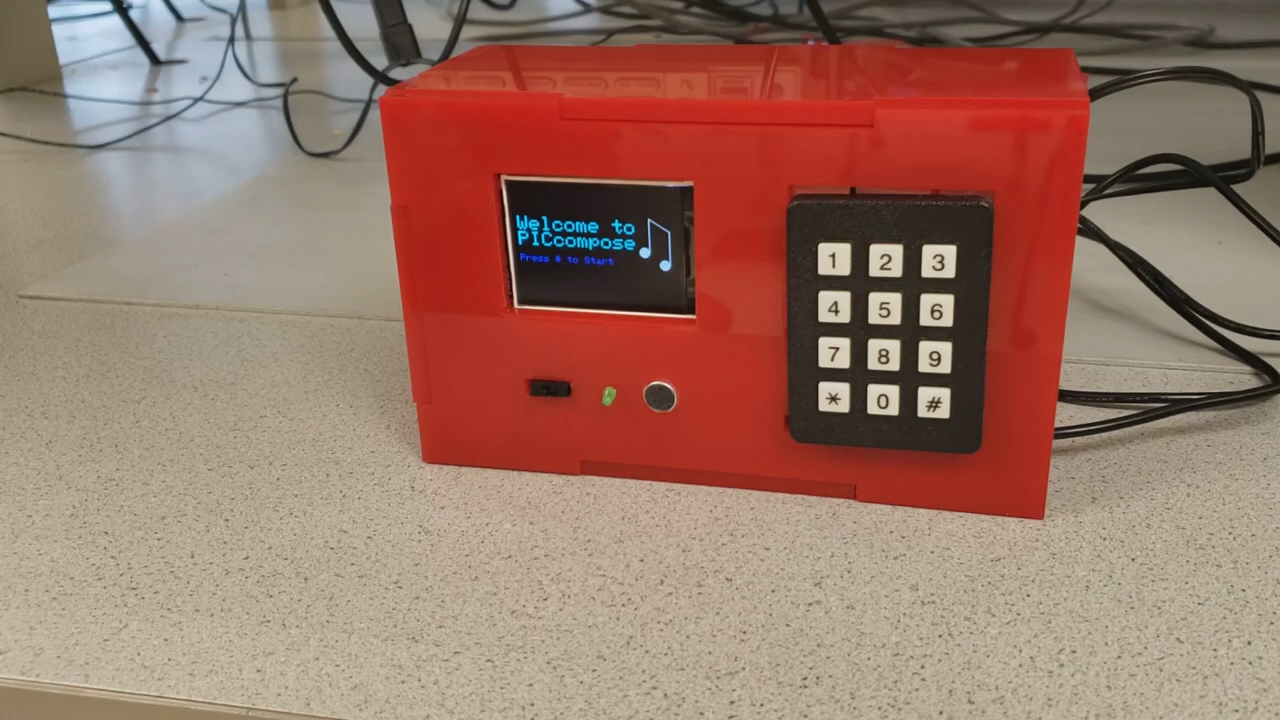 Welcome to
PICcompose
Press # to Start
1 2 3
4 5 6
7 8 9
* 0 #